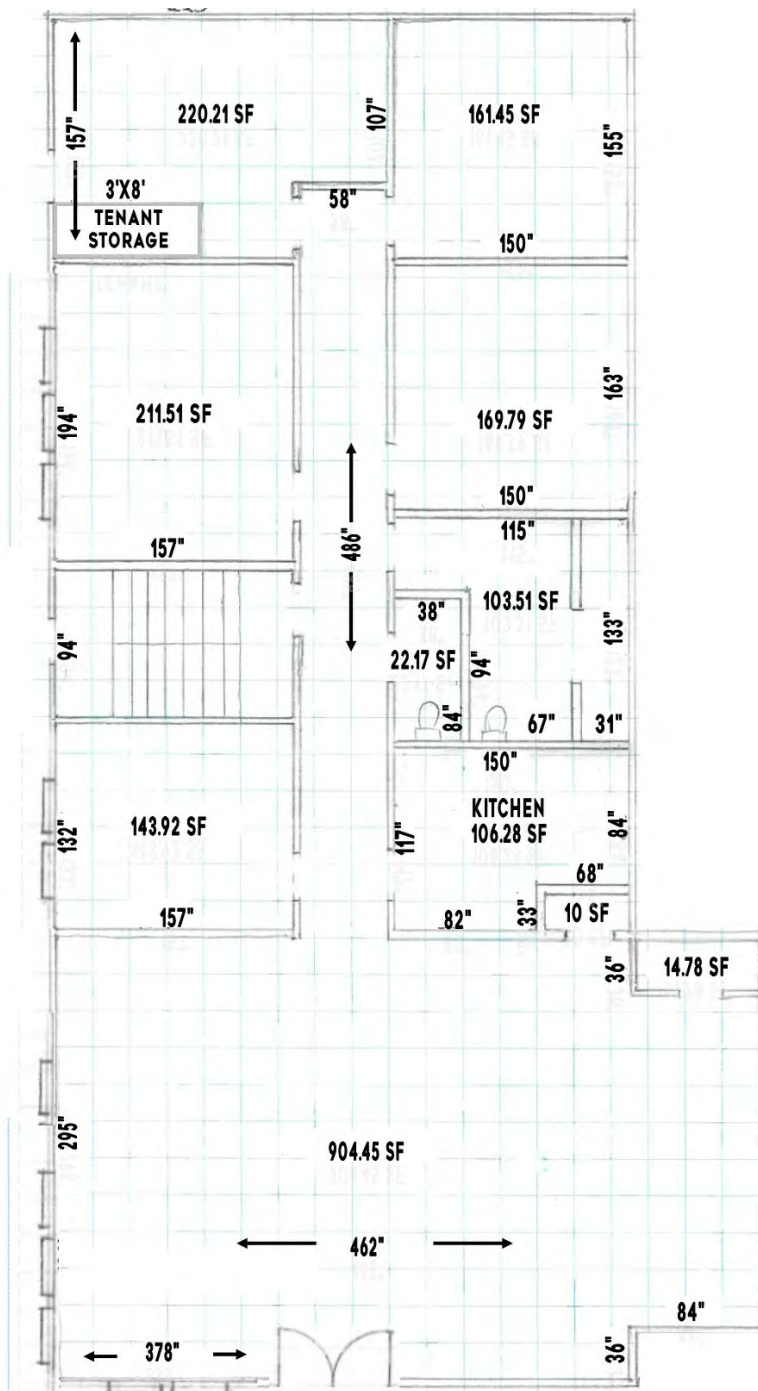 220.21 SF
157"
107"
161.45 SF
155"
3'X8'
TENANT
STORAGE
58"
150"
211.51 SF
194"
157"
169.79 SF
163"
150"
486"
115"
103.51 SF
133"
38"
22.17 SF
94"
84"
67"
31"
94"
150"
KITCHEN
106.28 SF
117"
84"
68"
33"
10 SF
82"
143.92 SF
132"
157"
36"
14.78 SF
295"
904.45 SF
462"
378"
84"
36"